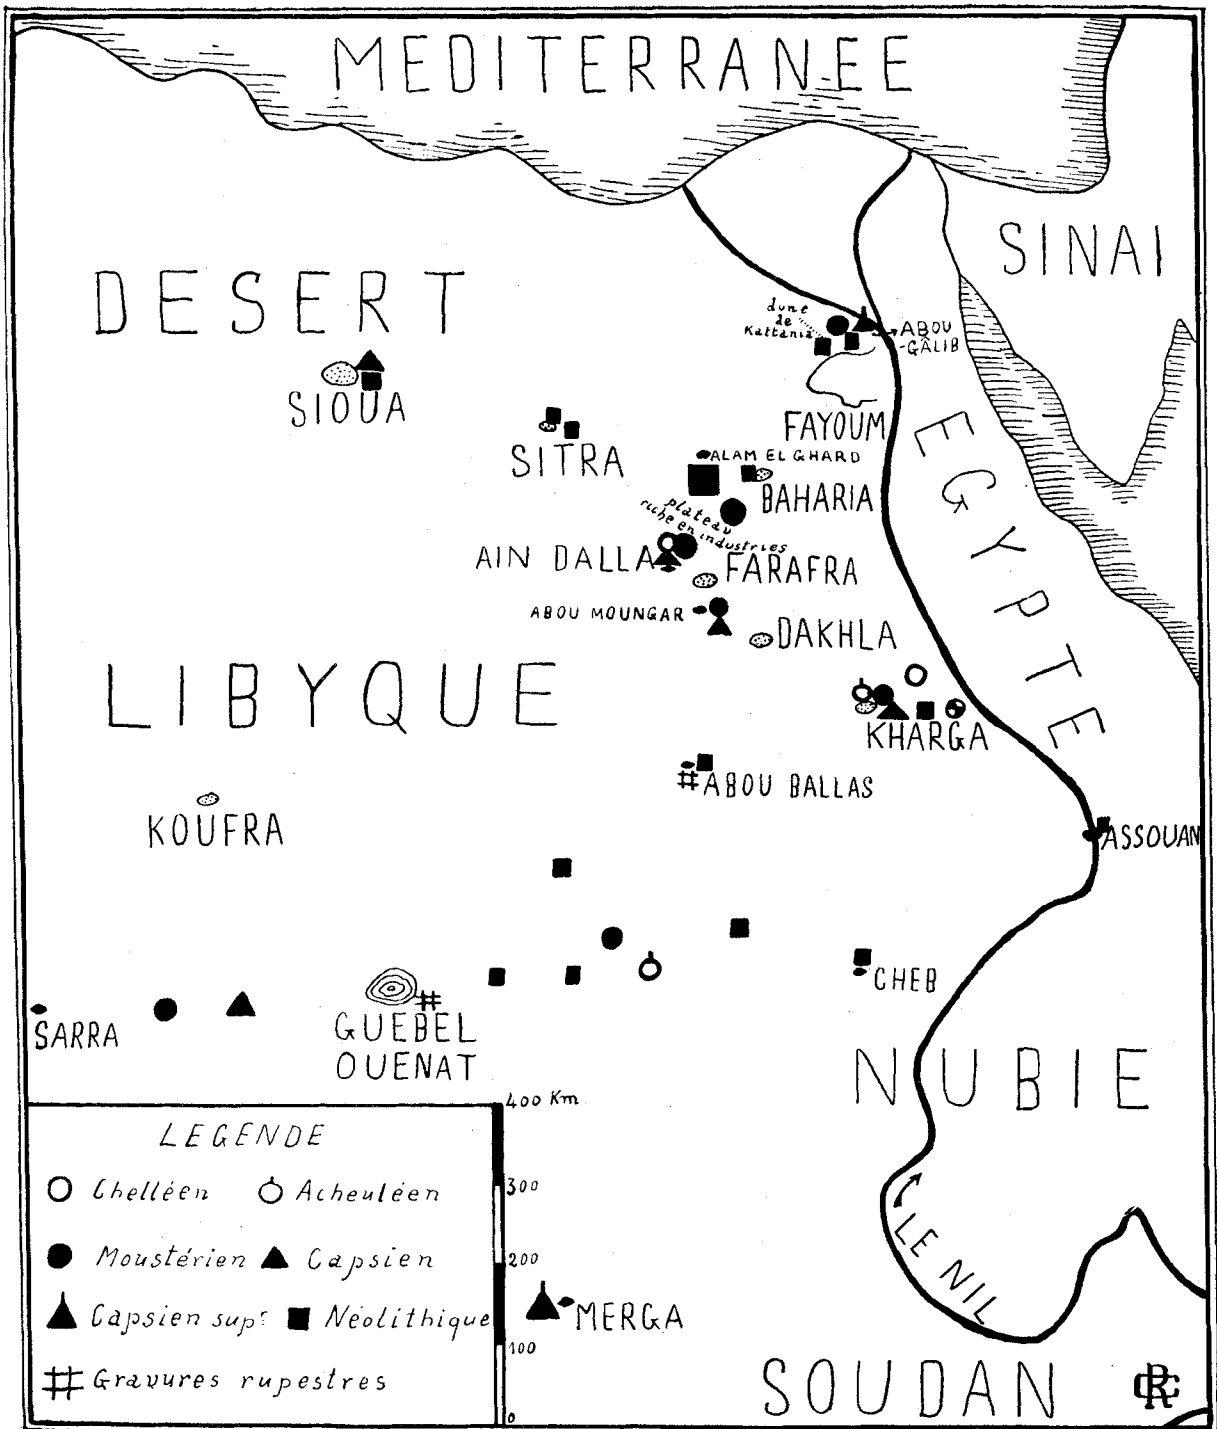 MEDITERRANEE
SINAI
DESERT
dune
de
Kattania
ABOU
-GÂLIB
SIOUA
FAYOUM
EGYPTE
SITRA
ALAM EL GHARD
BAHARIA
plateau
riche en industries
AIN DALLA
FARAFRA
ABOU MOUNGAR
DAKHLA
LIBYQUE
KHARGA
ABOU BALLAS
KOUFRA
ASSOUAN
CHEB
SARRA
GUEBEL
OUENAT
NUBIE
400 Km
LEGENDE
300
Chelléen
Acheuléen
LE NIL
200
Moustérien
Capsien
Capsien supr
Néolithique
MERGA
100
Gravures rupestres
SOUDAN
0